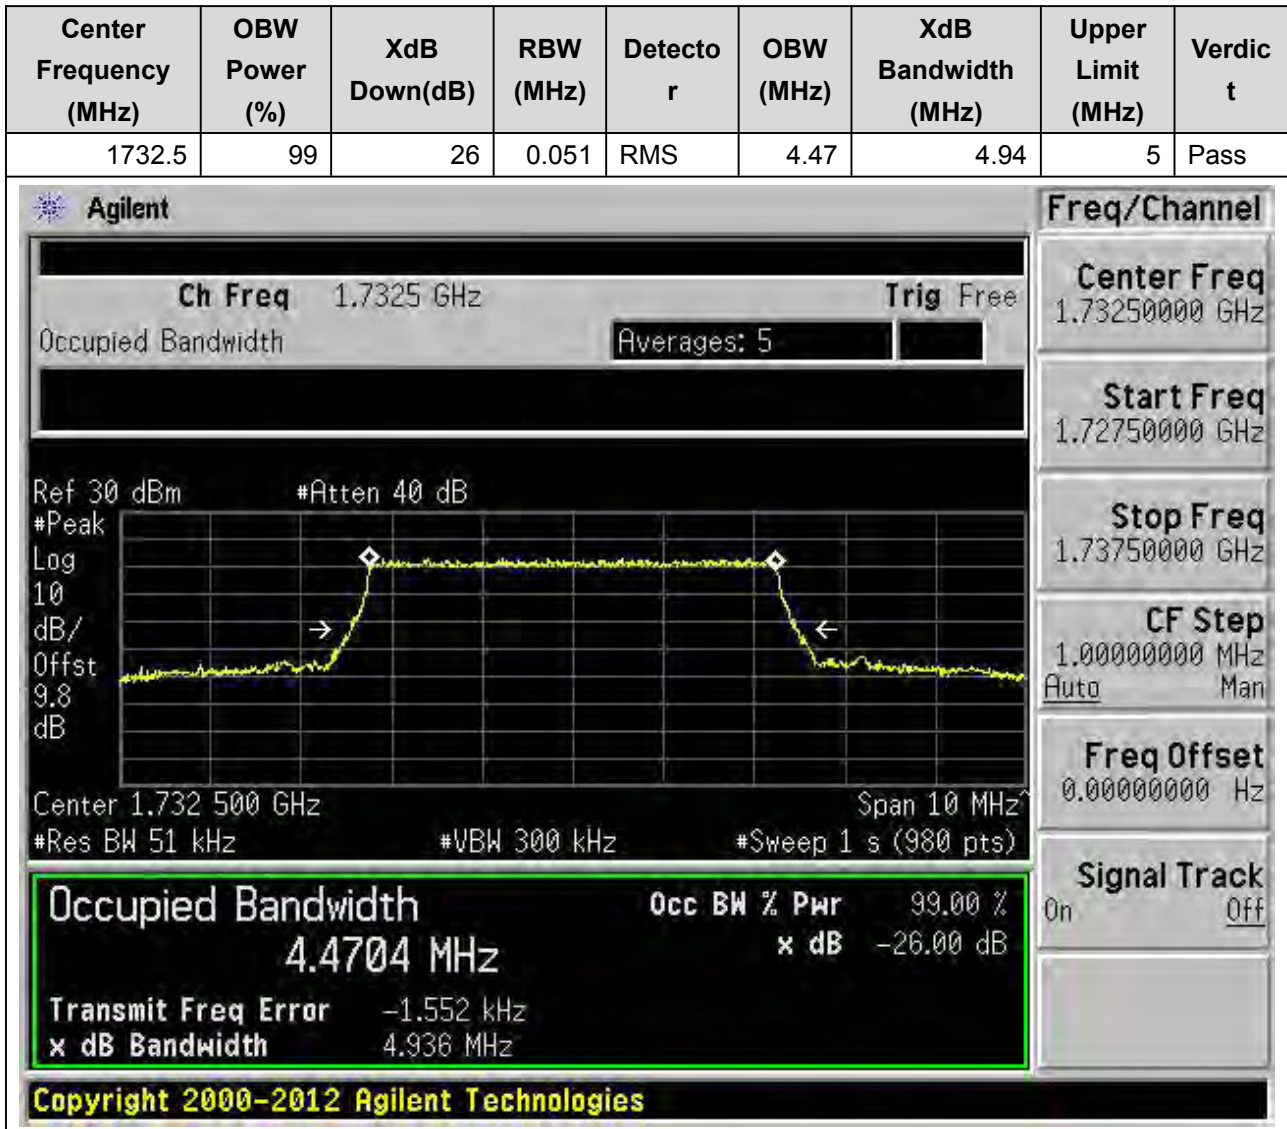 Center Frequency (MHz) OBW Power (%) XdB Down(dB) RBW (MHz) Detecto r OBW (MHz) XdB Bandwidth (MHz) Upper Limit (MHz) Verdic t
1732.5 99 26 0.051 RMS 4.47 4.94 5 Pass
Agilent
Freq/Channel
Ch Freq 1.7325 GHz Trig Free
Occupied Bandwidth Averages: 5
Center Freq
1.73250000 GHz
Start Freq
1.72750000 GHz
Stop Freq
1.73750000 GHz
CF Step
1.00000000 MHz
Auto Man
Freq Offset
0.00000000 Hz
Signal Track
On Off
Ref 30 dBm #Atten 40 dB
#Peak
Log
10
dB/
Offst
9.8
dB
Center 1.732 500 GHz Span 10 MHz^
#Res BW 51 kHz #VBW 300 kHz #Sweep 1 s (980 pts)
Occupied Bandwidth Occ BW % Pwr 99.00 %
4.4704 MHz x dB -26.00 dB
Transmit Freq Error -1.552 kHz
x dB Bandwidth 4.936 MHz
Copyright 2000-2012 Agilent Technologies